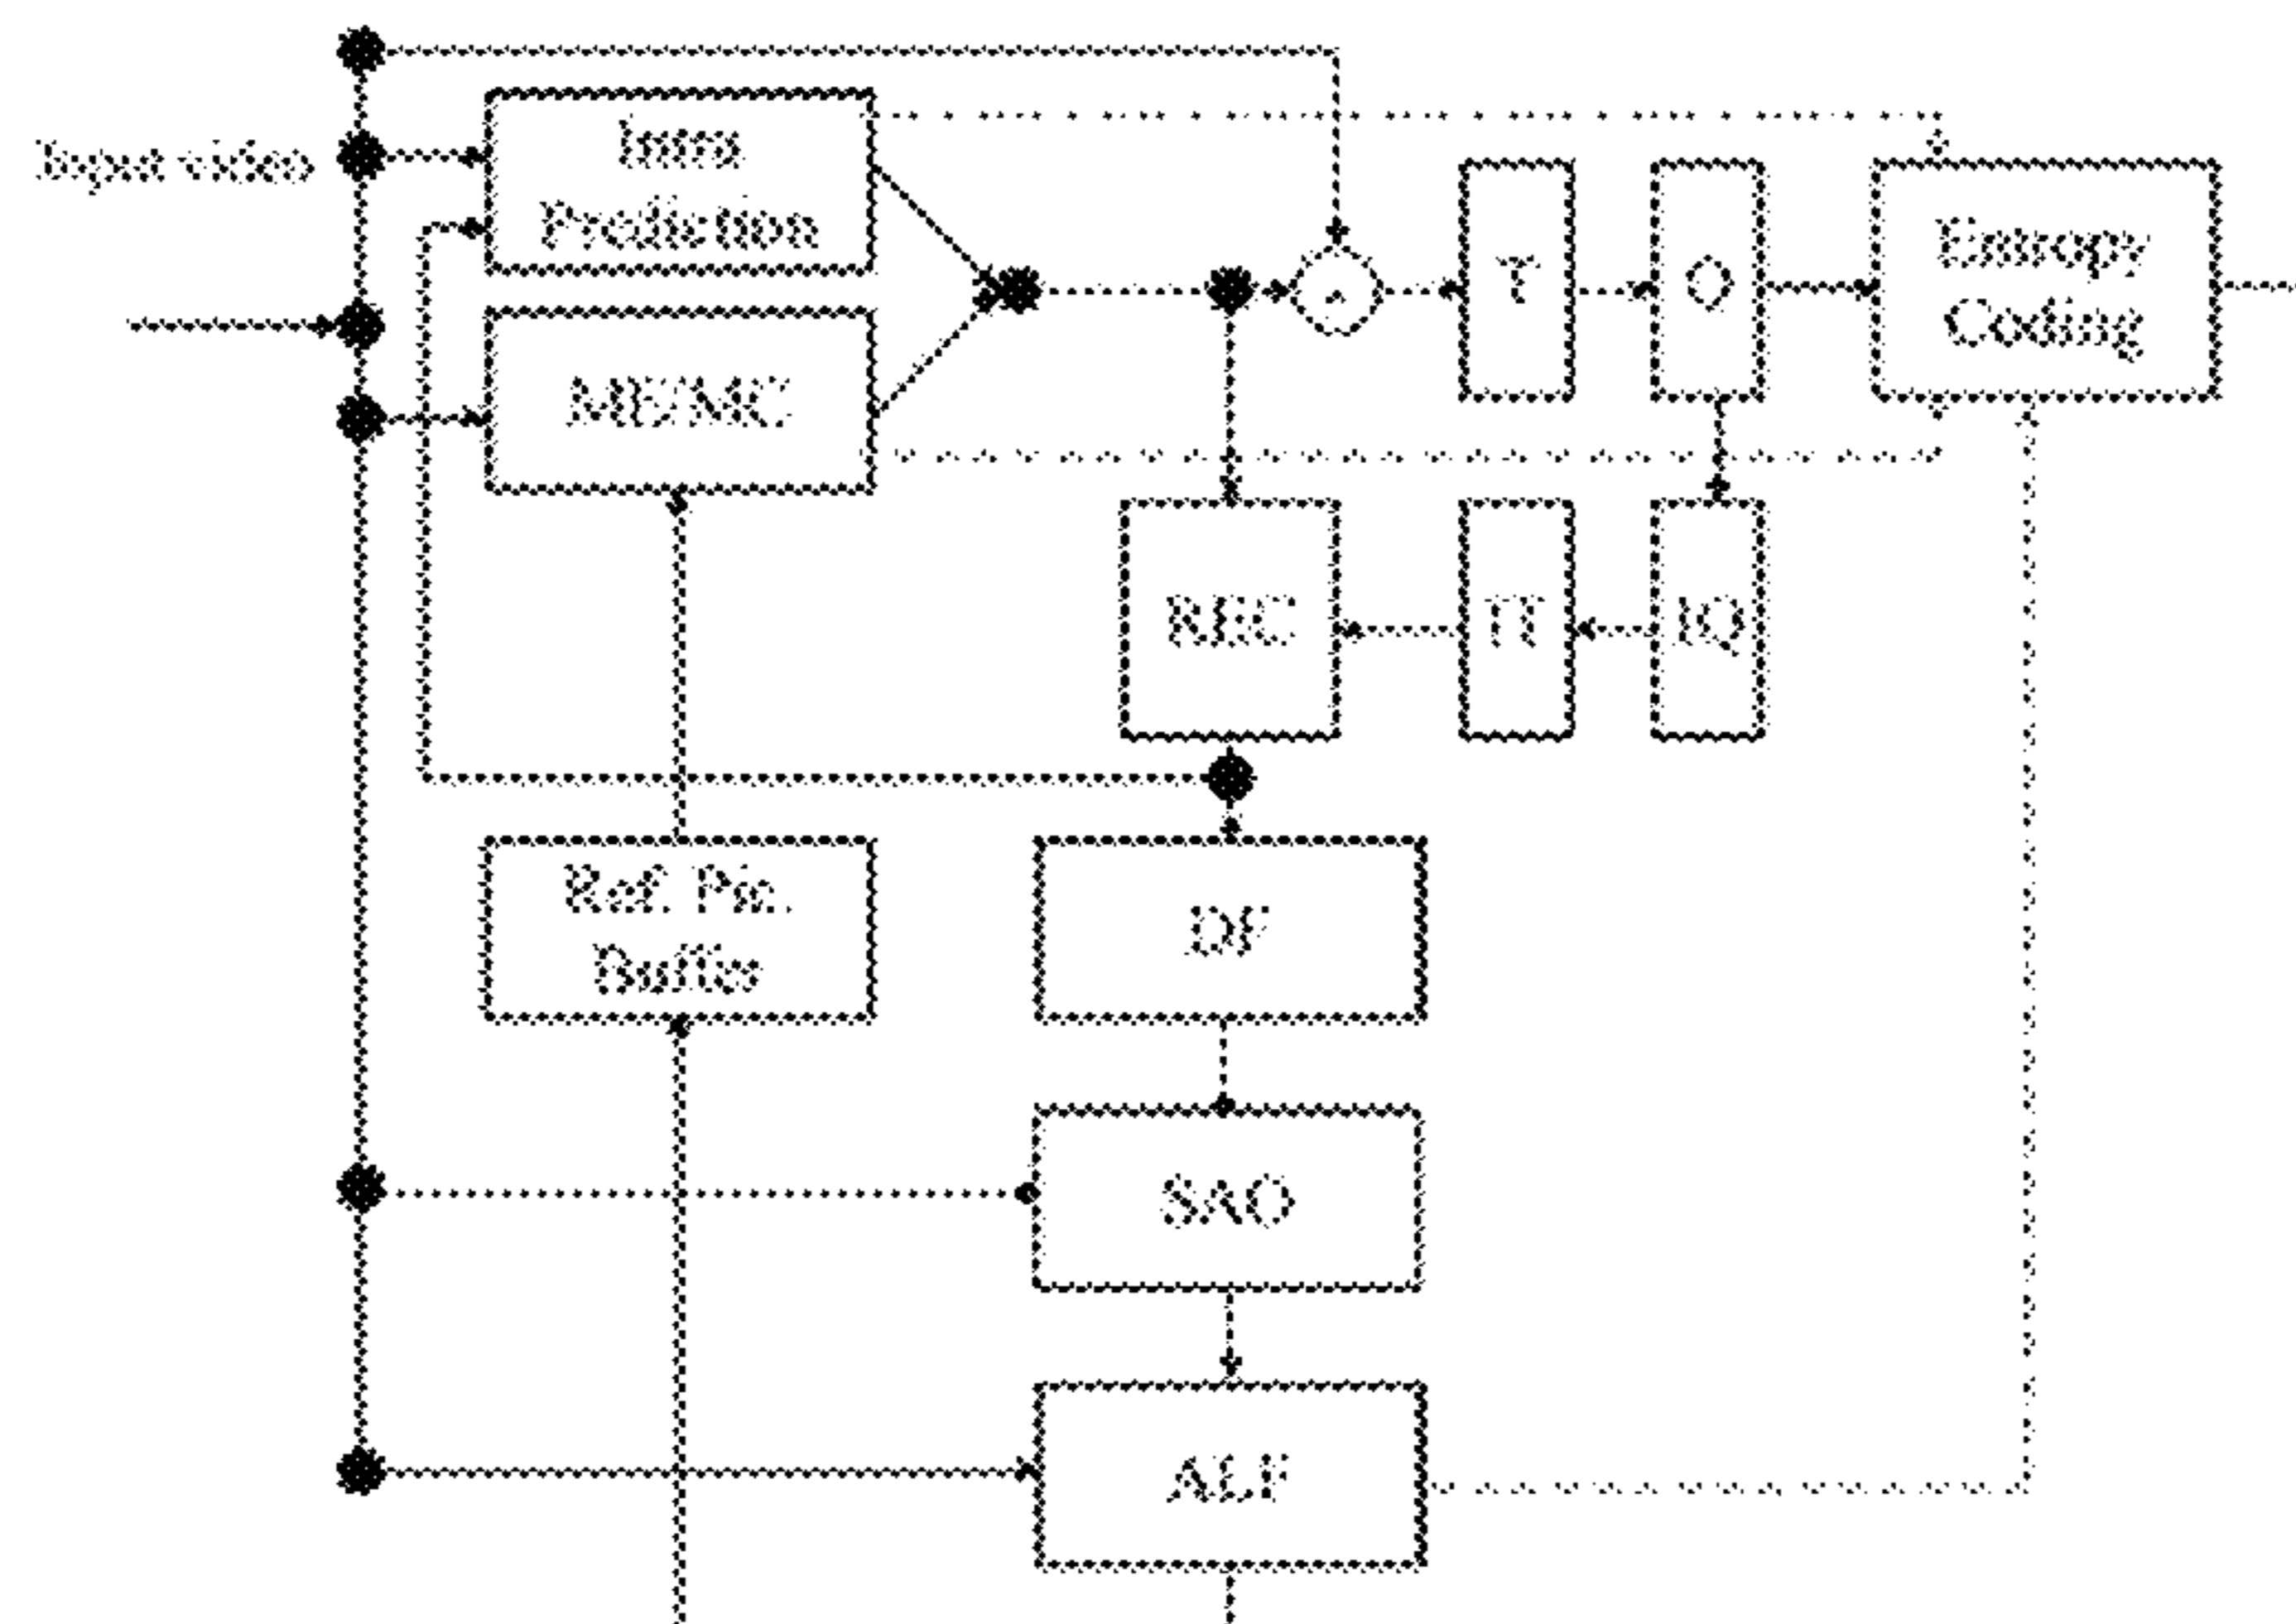 Input video
Intra
Prediction
T
Q
Entropy
Coding
ME/MC
REC
IT
IQ
Ref. Pic.
Buffer
DF
SAO
ALF